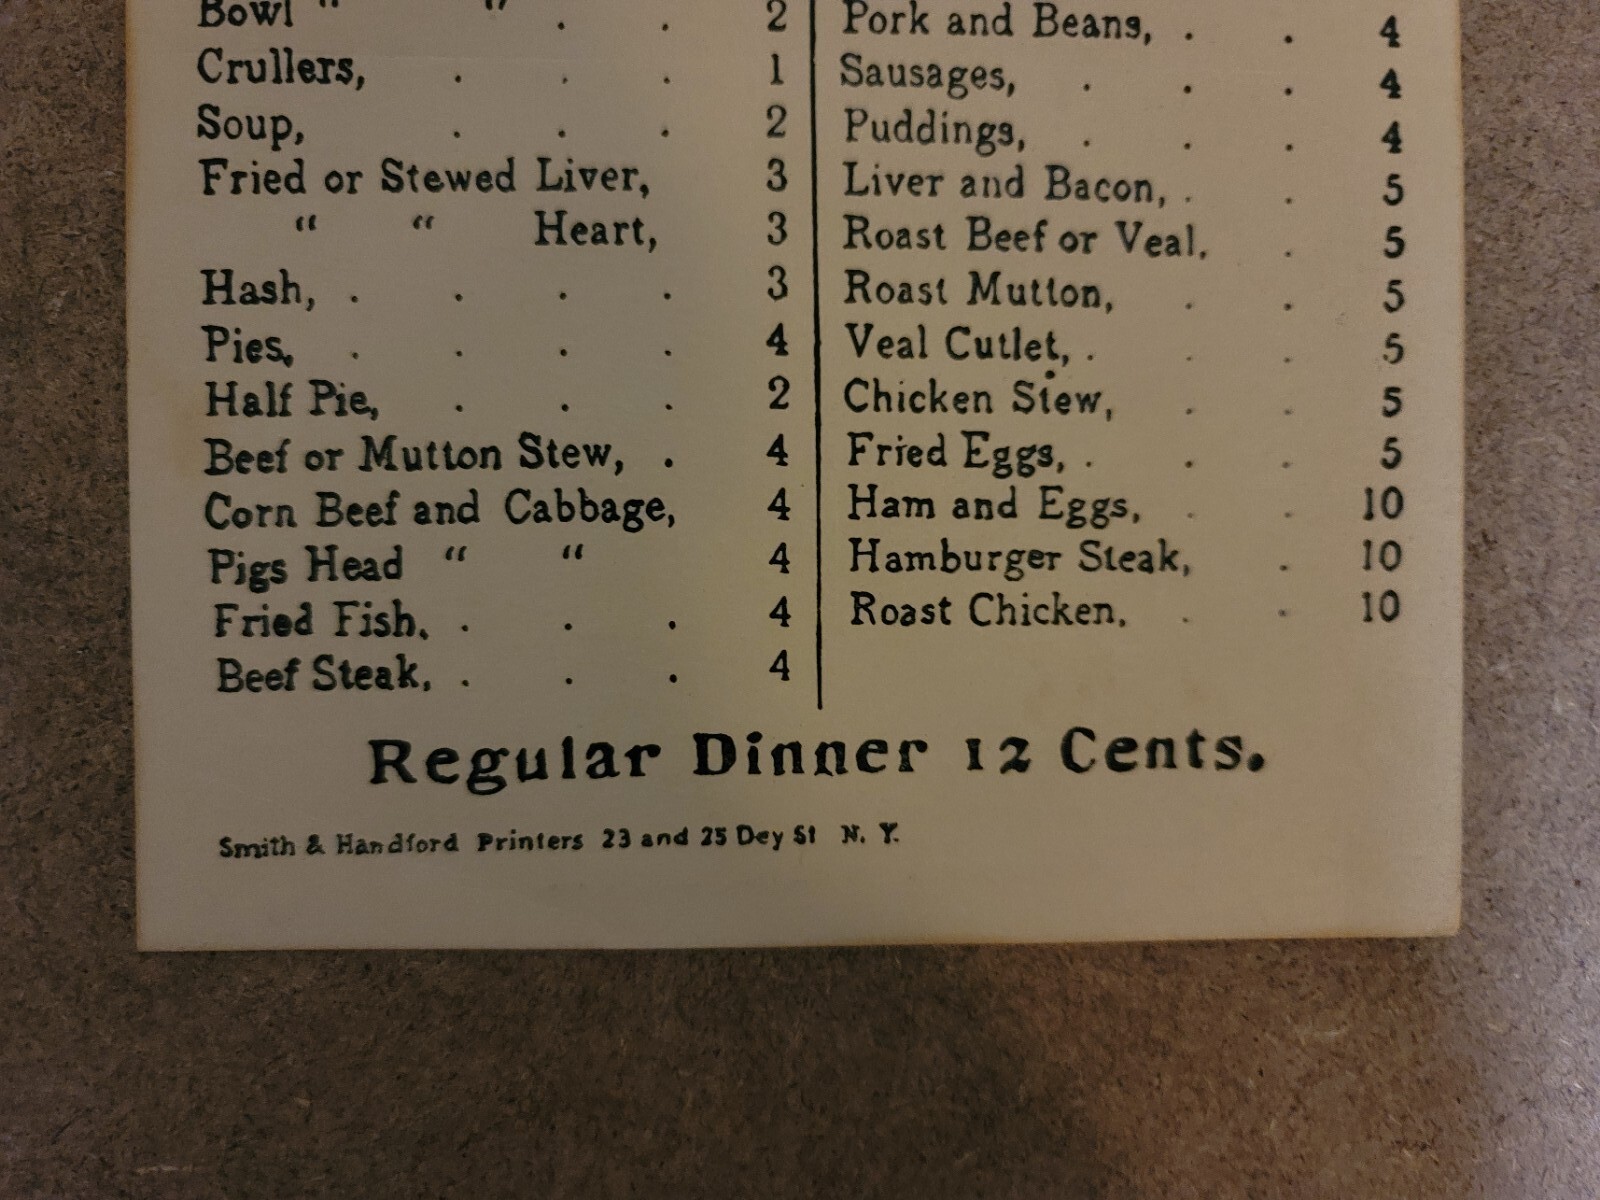 Bowl " " . . 2
Crullers, . . . 1
Soup, . . . 2
Fried or Stewed Liver, 3
" " Heart, 3
Hash, . . . . 3
Pies, . . . . 4
Half Pie, . . . 2
Beef or Mutton Stew, . 4
Corn Beef and Cabbage, 4
Pigs Head " " 4
Fried Fish, . . . 4
Beef Steak, . . . 4
Pork and Beans, . . 4
Sausages, . . . 4
Puddings, . . . 4
Liver and Bacon, . . 5
Roast Beef or Veal, . 5
Roast Mutton, . . 5
Veal Cutlet, . . . 5
Chicken Stew, . . 5
Fried Eggs, . . . 5
Ham and Eggs, . . 10
Hamburger Steak, . 10
Roast Chicken, . . 10
Regular Dinner 12 Cents.
Smith & Handford Printers 23 and 25 Dey St N. Y.